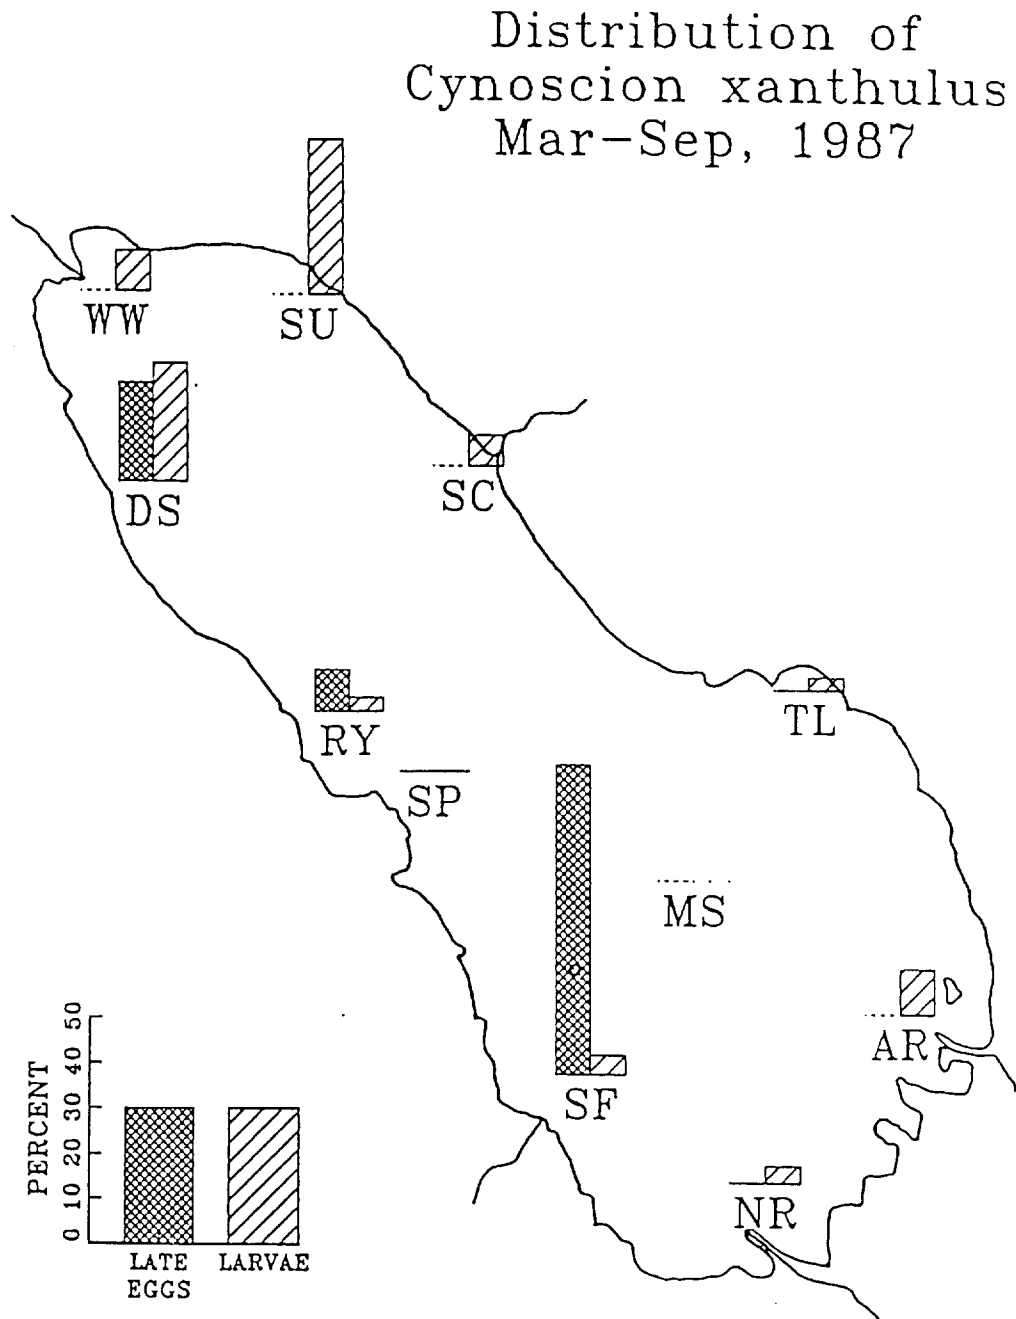 Distribution of
Cynoscion xanthulus
Mar-Sep, 1987
WW
SU
DS
SC
RY
TL
SP
MS
AR
SF
NR
PERCENT
50
40
30
20
10
0
LATE
EGGS
LARVAE